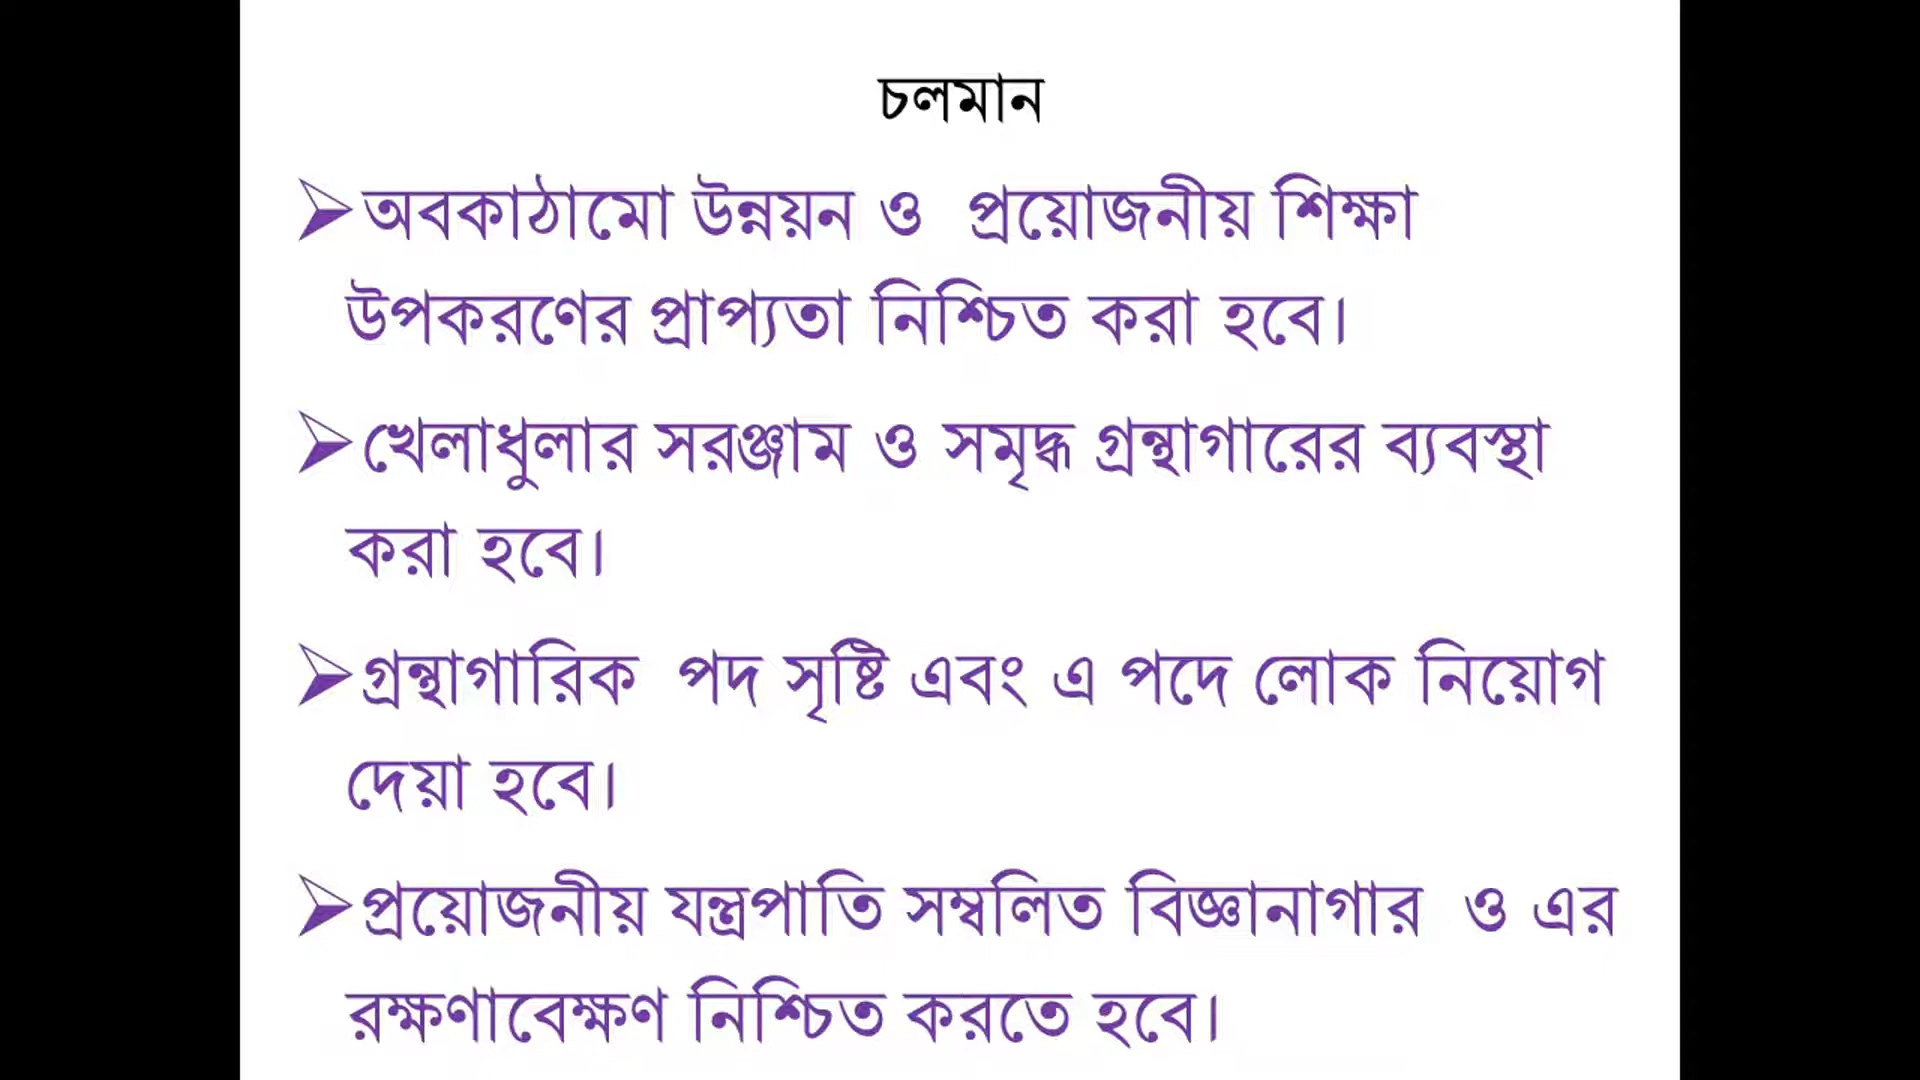 চলমান
➢অবকাঠামো উন্নয়ন ও প্রয়োজনীয় শিক্ষা
উপকরণের প্রাপ্যতা নিশ্চিত করা হবে।
➢খেলাধুলার সরঞ্জাম ও সমৃদ্ধ গ্রন্থাগারের ব্যবস্থা
করা হবে।
➢গ্রন্থাগারিক পদ সৃষ্টি এবং এ পদে লোক নিয়োগ
দেয়া হবে।
➢প্রয়োজনীয় যন্ত্রপাতি সম্বলিত বিজ্ঞানাগার ও এর
রক্ষণাবেক্ষণ নিশ্চিত করতে হবে।